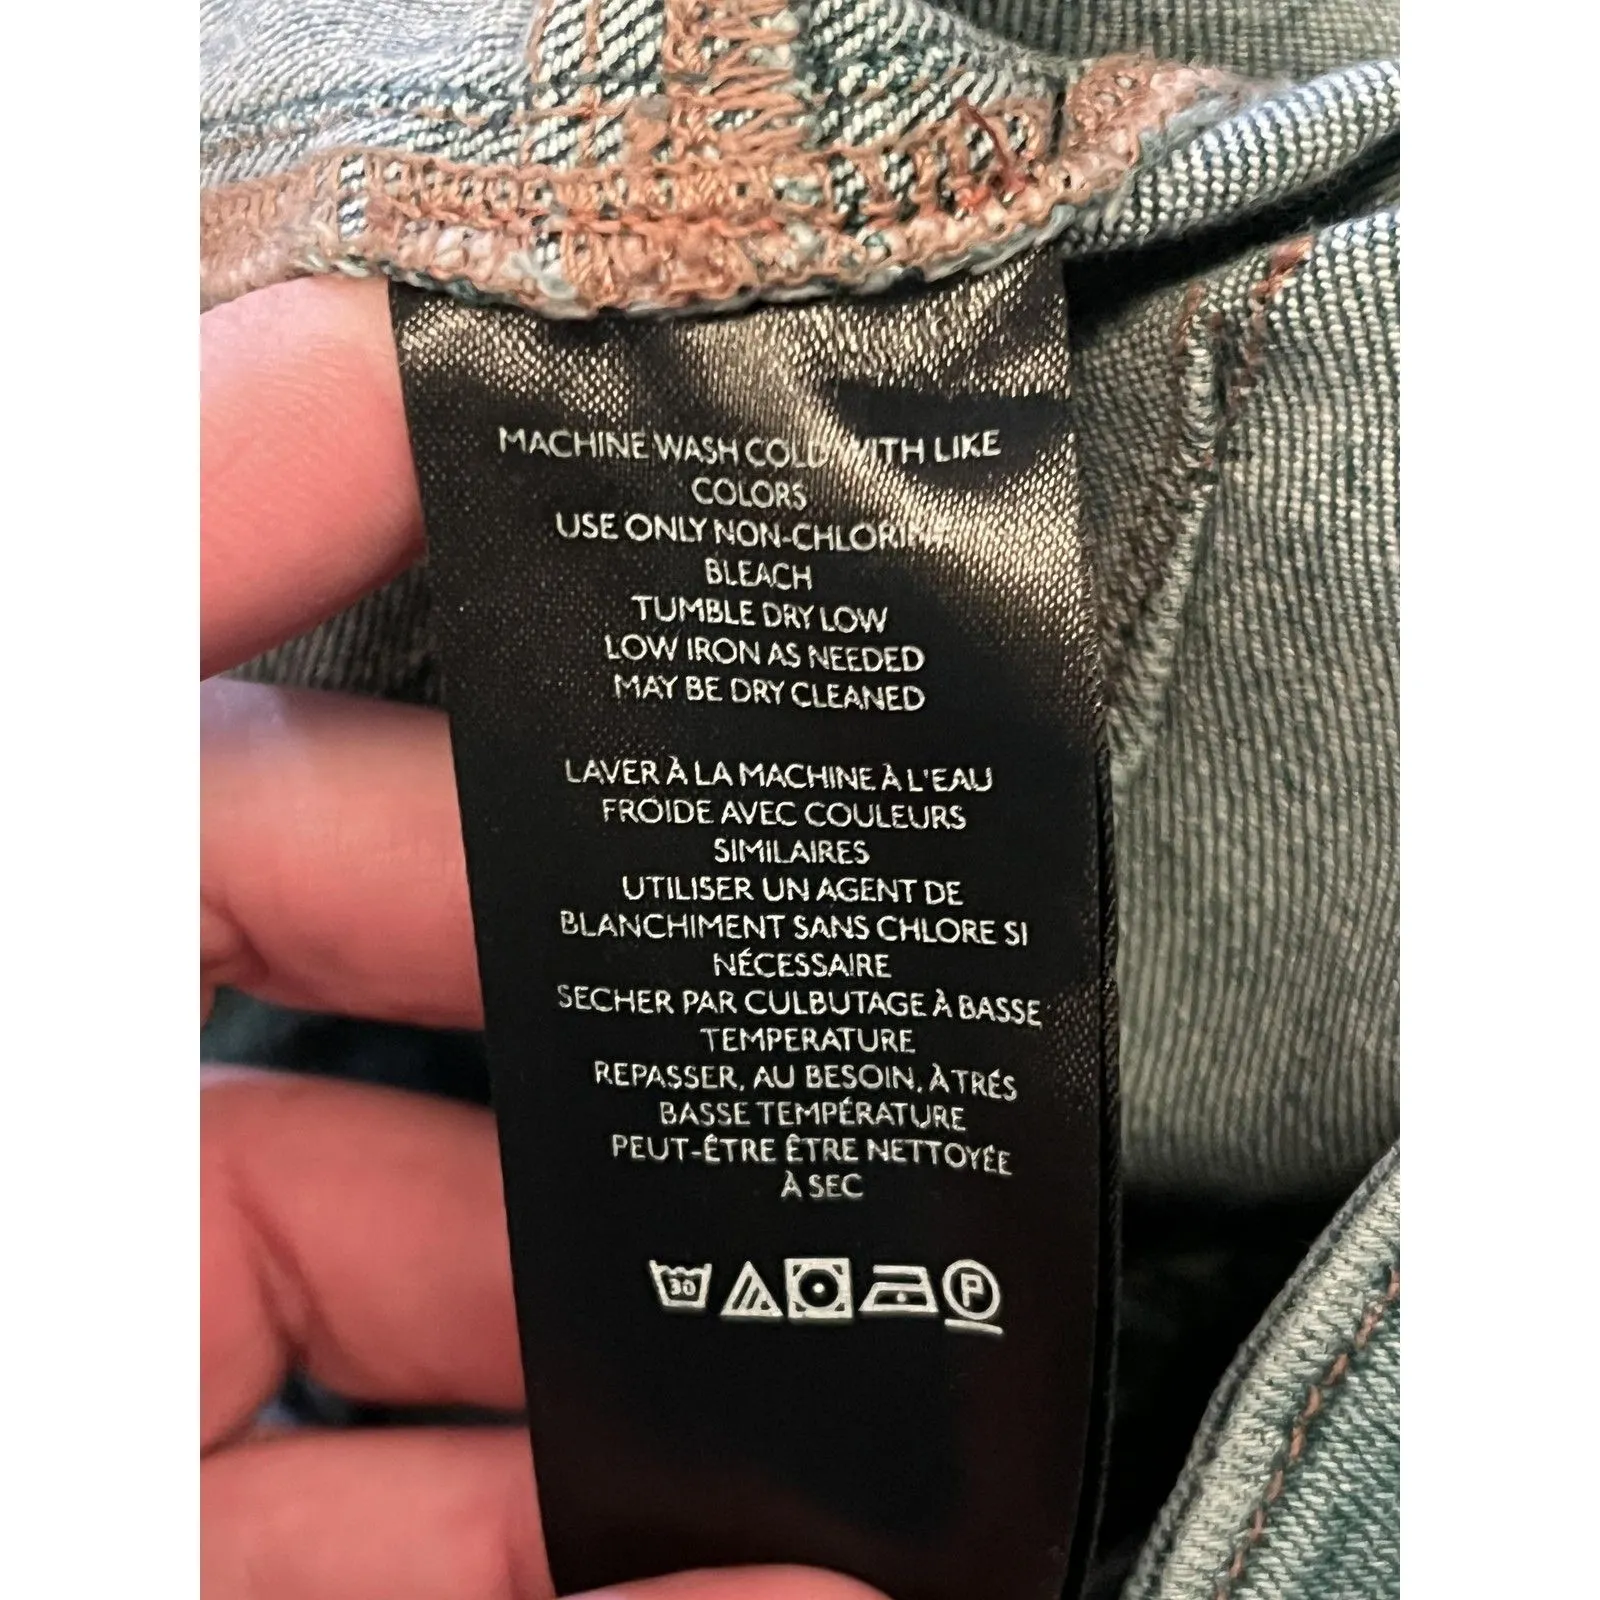 MACHINE WASH COLD WITH LIKE
COLORS
USE ONLY NON-CHLORINE
BLEACH
TUMBLE DRY LOW
LOW IRON AS NEEDED
MAY BE DRY CLEANED
LAVER À LA MACHINE À L'EAU
FROIDE AVEC COULEURS
SIMILAIRES
UTILISER UN AGENT DE
BLANCHIMENT SANS CHLORE SI
NÉCESSAIRE
SECHER PAR CULBUTAGE À BASSE
TEMPERATURE
REPASSER, AU BESOIN, À TRÉS
BASSE TEMPÉRATURE
PEUT-ÊTRE ÊTRE NETTOYÉE
À SEC
30 P